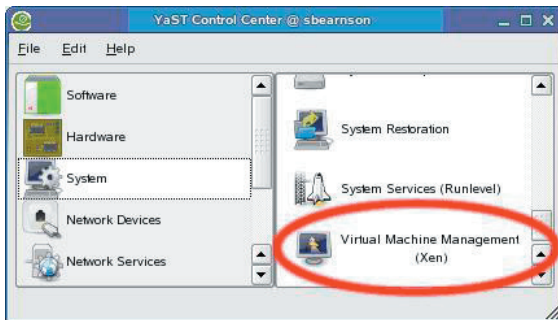 YaST Control Center @ sbearnson
File Edit Help
Software
Hardware
System
Network Devices
Network Services
System Restoration
System Services (Runlevel)
Virtual Machine Management
(Xen)